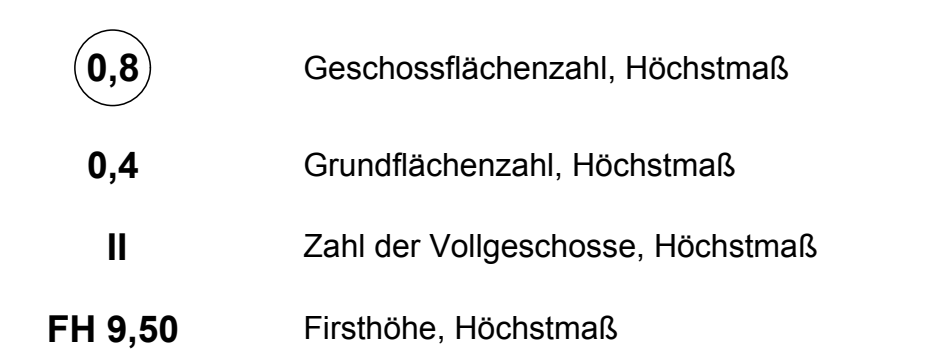 0,8 Geschossflächenzahl, Höchstmaß
0,4 Grundflächenzahl, Höchstmaß
II Zahl der Vollgeschosse, Höchstmaß
FH 9,50 Firsthöhe, Höchstmaß